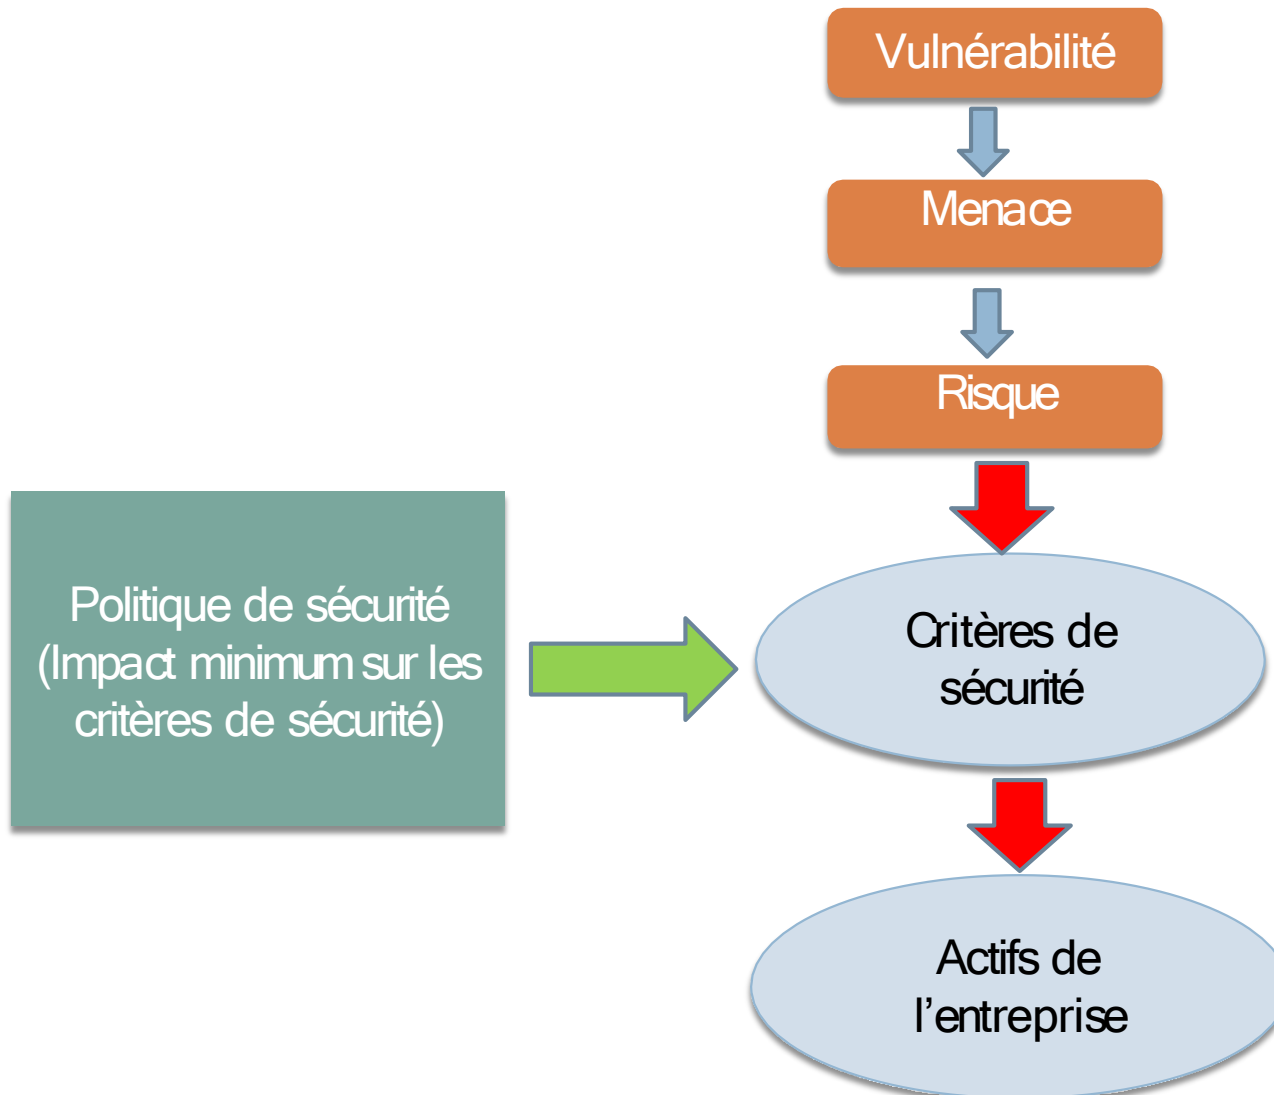 Vulnérabilité
Menace
Risque
Politique de sécurité
(Impact minimum sur les
critères de sécurité)
Critères de
sécurité
Actifs de
l’entreprise